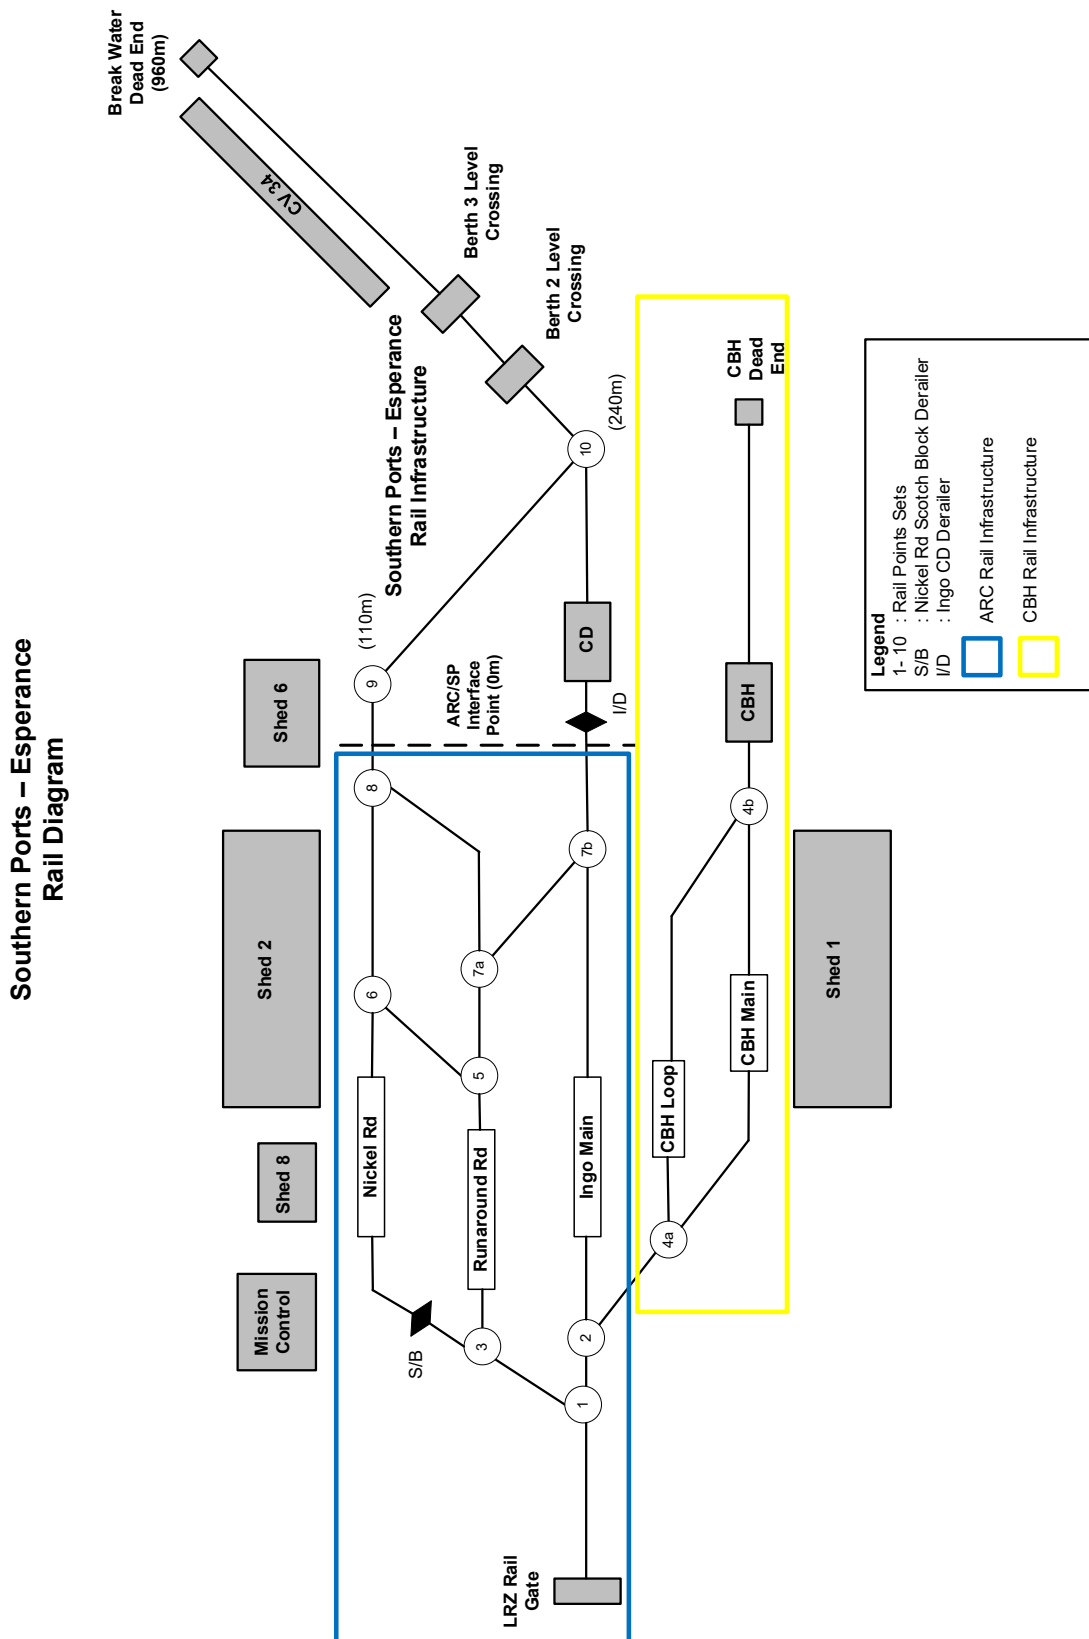 Southern Ports – Esperance
Rail Diagram
Break Water
Dead End
(960m)
CV 34
Berth 3 Level
Crossing
Berth 2 Level
Crossing
Southern Ports – Esperance
Rail Infrastructure
10
(240m)
(110m)
9
Shed 6
ARC/SP
Interface
Point (0m)
CD
I/D
CBH
Dead
End
CBH
Shed 2
8
7b
7a
6
5
4b
Shed 1
Shed 8
Nickel Rd
Runaround Rd
Ingo Main
CBH Loop
CBH Main
Mission
Control
S/B
3
2
1
4a
LRZ Rail
Gate
Legend
1- 10 : Rail Points Sets
S/B : Nickel Rd Scotch Block Derailer
I/D : Ingo CD Derailer
ARC Rail Infrastructure
CBH Rail Infrastructure